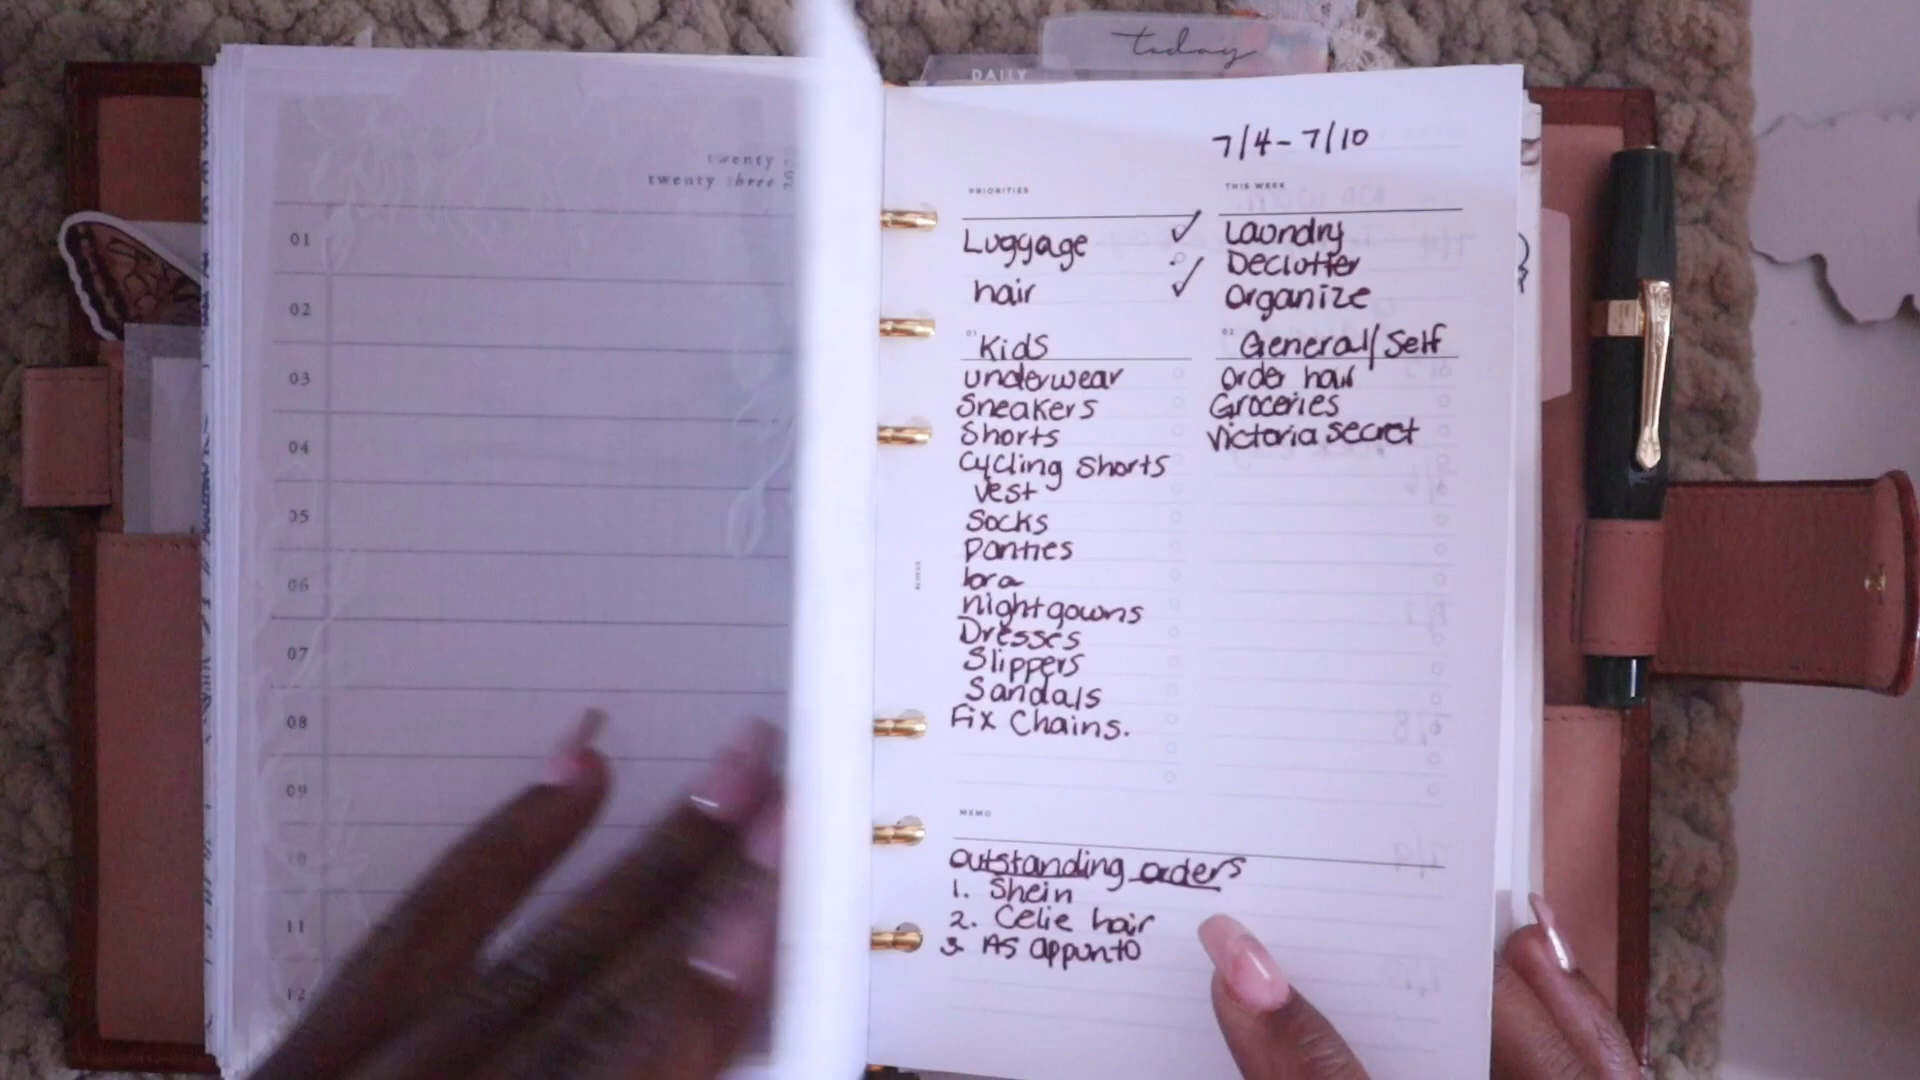 today
DAILY
twenty
twenty three
01
02
03
04
05
06
07
08
09
10
11
12
7/4 - 7/10
PRIORITIES
Luggage ✓
hair ✓
THIS WEEK
Laundry
Declutter
Organize
01 Kids
underwear
Sneakers
Shorts
Cycling Shorts
Vest
Socks
Panties
bra
nightgowns
Dresses
Slippers
Sandals
Fix Chains.
02 General/Self
order hair
Groceries
Victoria Secret
MEMO
Outstanding orders
1. Shein
2. Celie hair
3. AS appunto